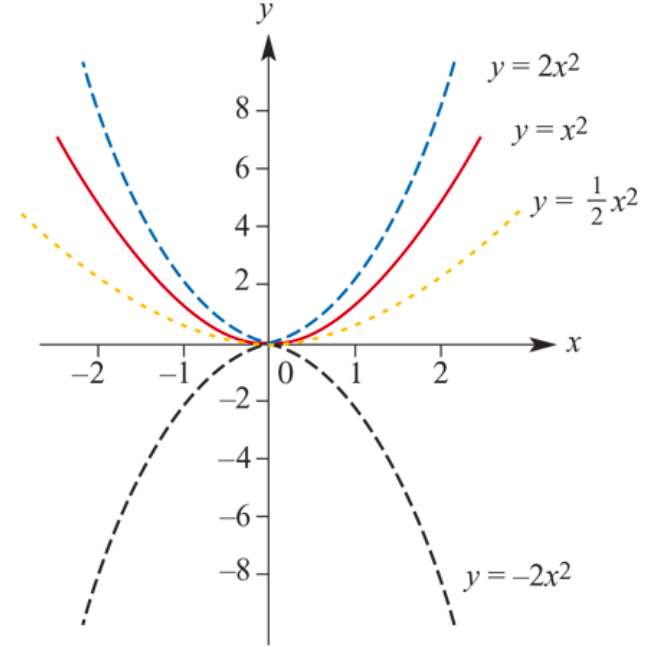 y
y = 2x²
8
y = x²
6
y = 1/2 x²
4
2
x
–2 –1 0 1 2
–2
–4
–6
–8
y = –2x²